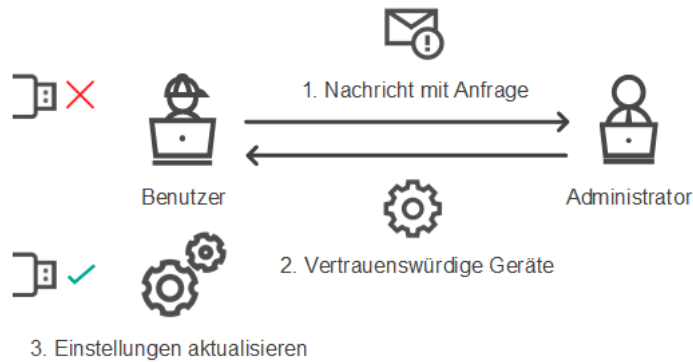 1. Nachricht mit Anfrage
Benutzer
Administrator
2. Vertrauenswürdige Geräte
3. Einstellungen aktualisieren